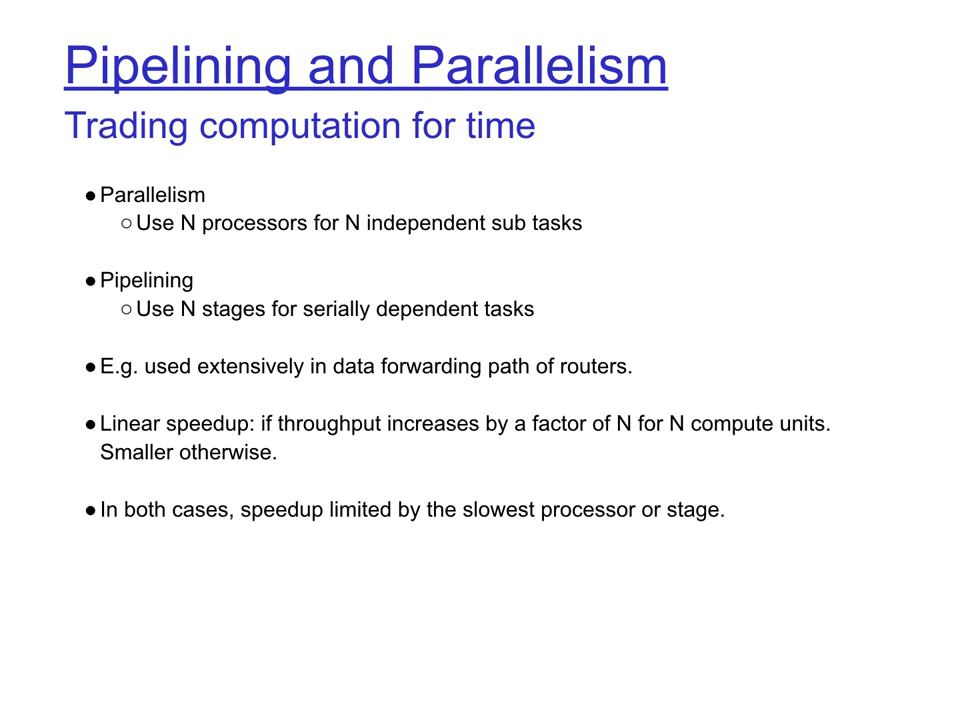 Pipelining and Parallelism
Trading computation for time
●Parallelism
○Use N processors for N independent sub tasks
●Pipelining
○Use N stages for serially dependent tasks
●E.g. used extensively in data forwarding path of routers.
●Linear speedup: if throughput increases by a factor of N for N compute units.
Smaller otherwise.
●In both cases, speedup limited by the slowest processor or stage.